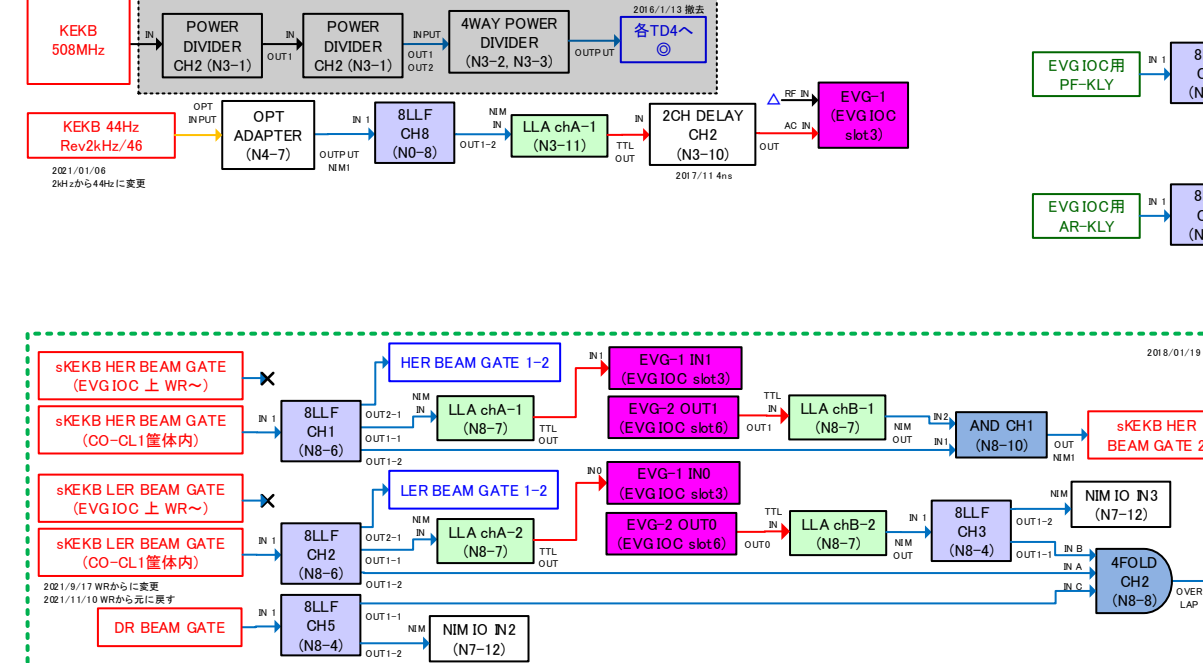 2016/1/13 撤去
KEKB
508MHz
IN
POWER
DIVIDER
CH2 (N3-1)
OUT1
IN
POWER
DIVIDER
CH2 (N3-1)
INPUT
OUT1
OUT2
4WAY POWER
DIVIDER
(N3-2, N3-3)
OUTPUT
各TD4へ
◎
KEKB 44Hz
Rev2kHz/46
2021/01/06
2kHzから44Hzに変更
OPT
INPUT
OPT
ADAPTER
(N4-7)
OUTPUT
NIM1
IN 1
8LLF
CH8
(N0-8)
OUT1-2
NIM
IN
LLA chA-1
(N3-11)
TTL
OUT
IN
2CH DELAY
CH2
(N3-10)
2017/11 4ns
OUT
RF IN
AC IN
EVG-1
(EVGIOC
slot3)
EVGIOC用
PF-KLY
IN 1
EVGIOC用
AR-KLY
IN 1
2018/01/19
sKEKB HER BEAM GATE
(EVGIOC 上 WR～)
sKEKB HER BEAM GATE
(CO-CL1筐体内)
IN 1
8LLF
CH1
(N8-6)
OUT2-1
OUT1-1
OUT1-2
HER BEAM GATE 1-2
NIM
IN
LLA chA-1
(N8-7)
TTL
OUT
IN1
EVG-1 IN1
(EVGIOC slot3)
EVG-2 OUT1
(EVGIOC slot6)
OUT1
TTL
IN
LLA chB-1
(N8-7)
NIM
OUT
IN2
IN1
AND CH1
(N8-10)
OUT
NIM1
sKEKB HER
BEAM GATE 2
sKEKB LER BEAM GATE
(EVGIOC 上 WR～)
sKEKB LER BEAM GATE
(CO-CL1筐体内)
2021/9/17 WRからに変更
2021/11/10 WRから元に戻す
IN 1
8LLF
CH2
(N8-6)
OUT2-1
OUT1-1
OUT1-2
LER BEAM GATE 1-2
NIM
IN
LLA chA-2
(N8-7)
TTL
OUT
IN0
EVG-1 IN0
(EVGIOC slot3)
EVG-2 OUT0
(EVGIOC slot6)
OUT0
TTL
IN
LLA chB-2
(N8-7)
NIM
OUT
IN 1
8LLF
CH3
(N8-4)
OUT1-2
OUT1-1
NIM
NIM IO IN3
(N7-12)
IN B
IN A
IN C
4FOLD
CH2
(N8-8)
OVER
LAP
DR BEAM GATE
IN 1
8LLF
CH5
(N8-4)
OUT1-1
OUT1-2
NIM
NIM IO IN2
(N7-12)